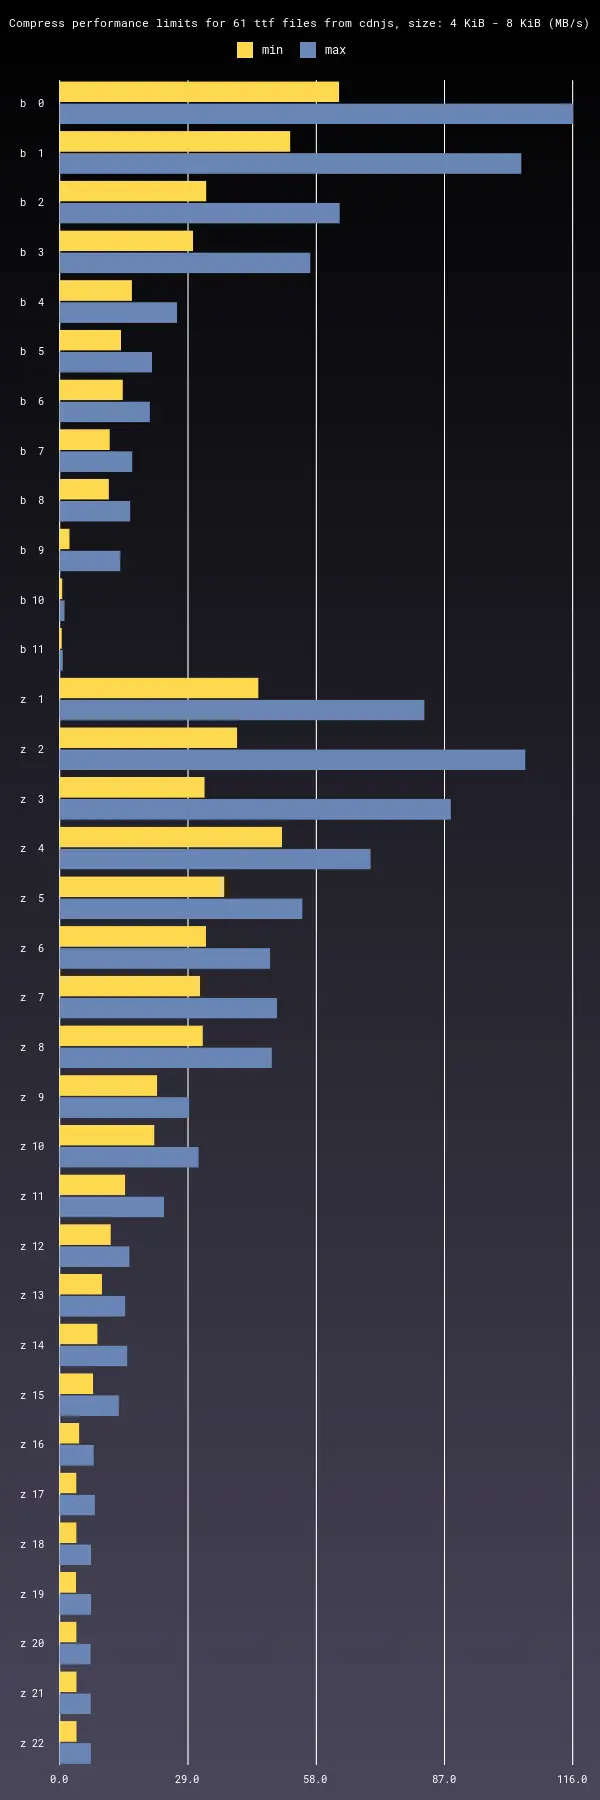 Compress performance limits for 61 ttf files from cdnjs, size: 4 KiB - 8 KiB (MB/s)
min max
b 0
b 1
b 2
b 3
b 4
b 5
b 6
b 7
b 8
b 9
b 10
b 11
z 1
z 2
z 3
z 4
z 5
z 6
z 7
z 8
z 9
z 10
z 11
z 12
z 13
z 14
z 15
z 16
z 17
z 18
z 19
z 20
z 21
z 22
0.0 29.0 58.0 87.0 116.0